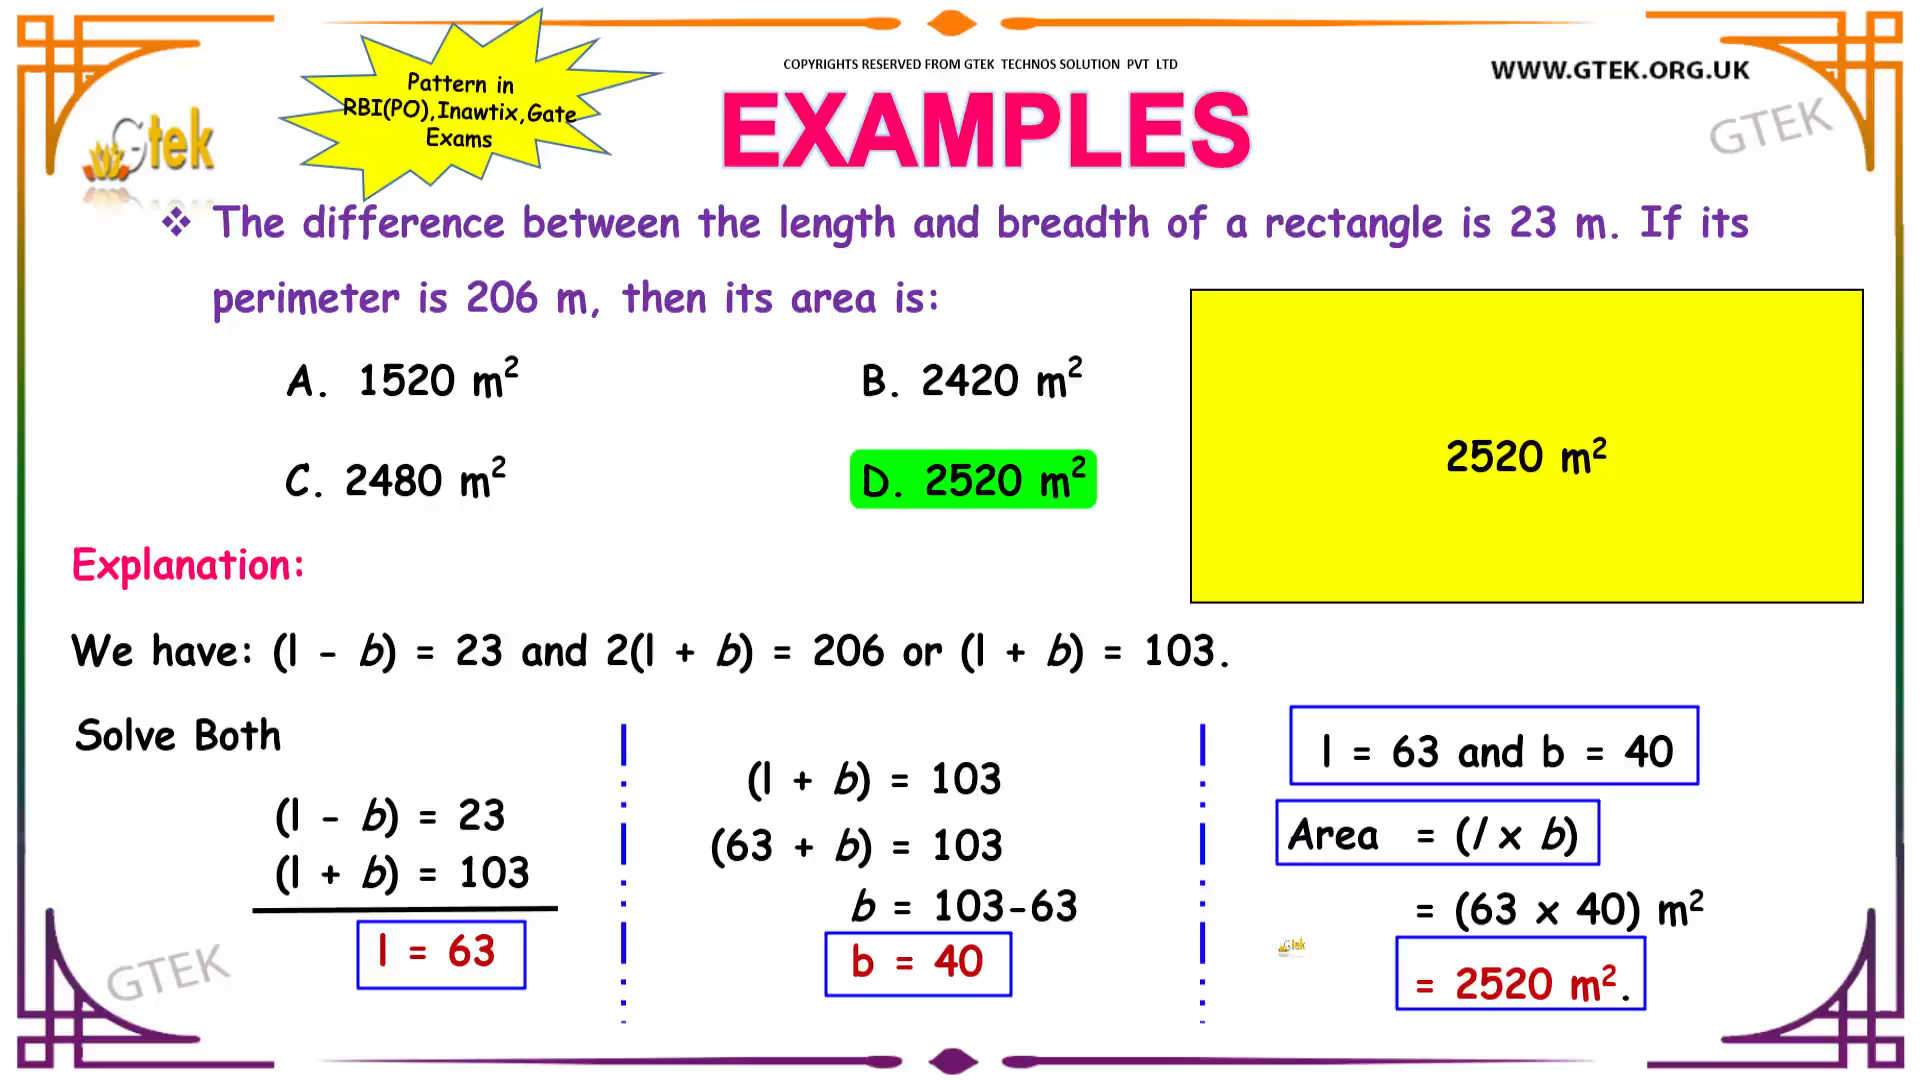 COPYRIGHTS RESERVED FROM GTEK TECHNOS SOLUTION PVT LTD
WWW.GTEK.ORG.UK
Pattern in
RBI(PO),Inawtix,Gate
Exams
Gtek
EXAMPLES
GTEK
❖ The difference between the length and breadth of a rectangle is 23 m. If its
perimeter is 206 m, then its area is:
A. 1520 m²
B. 2420 m²
C. 2480 m²
D. 2520 m²
2520 m²
Explanation:
We have: (l - b) = 23 and 2(l + b) = 206 or (l + b) = 103.
Solve Both
(l - b) = 23
(l + b) = 103
l = 63
(l + b) = 103
(63 + b) = 103
b = 103-63
b = 40
l = 63 and b = 40
Area = (l x b)
= (63 x 40) m²
= 2520 m².
Gtek
GTEK